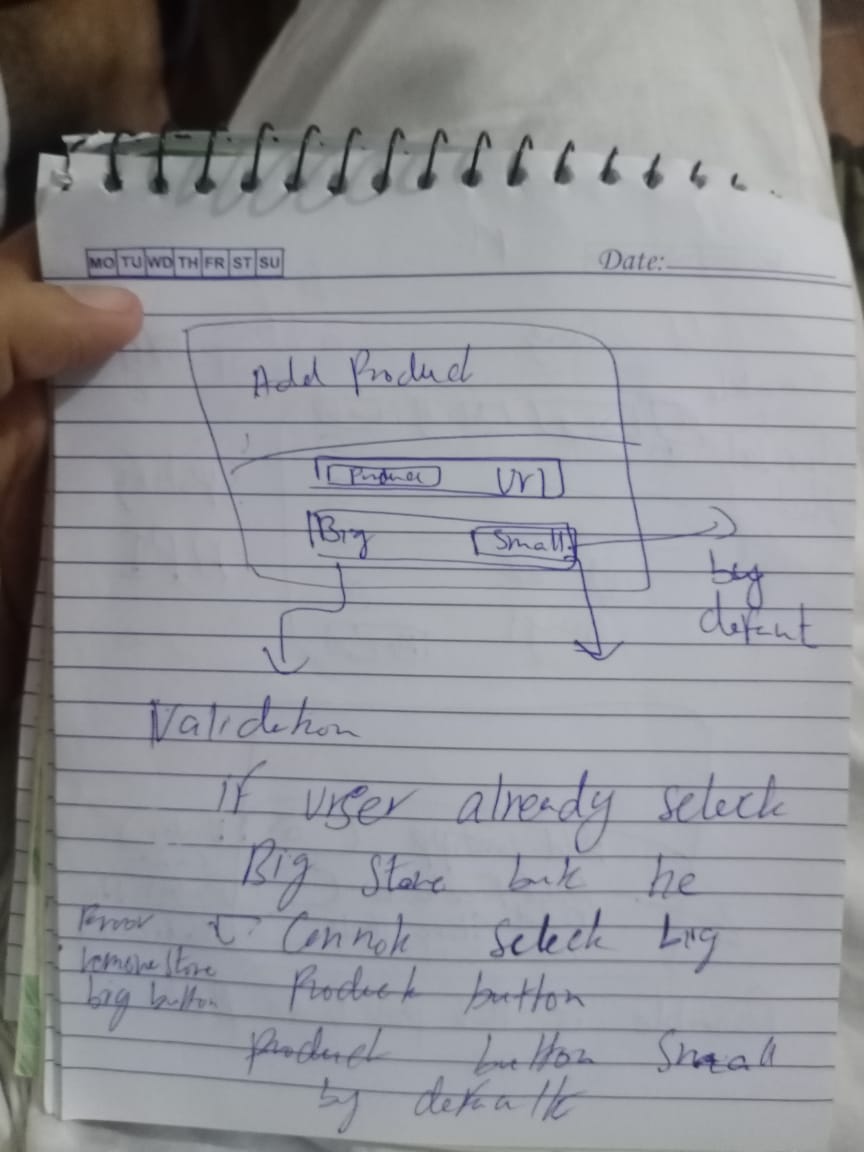 MO TU WD TH FR ST SU
Date:
Add Product
Product Url
Big Small
by
defaut
Validation
if urser already select
Big Store but he
Error Cannot select big
remove store
big button Product button
product button Small
by default